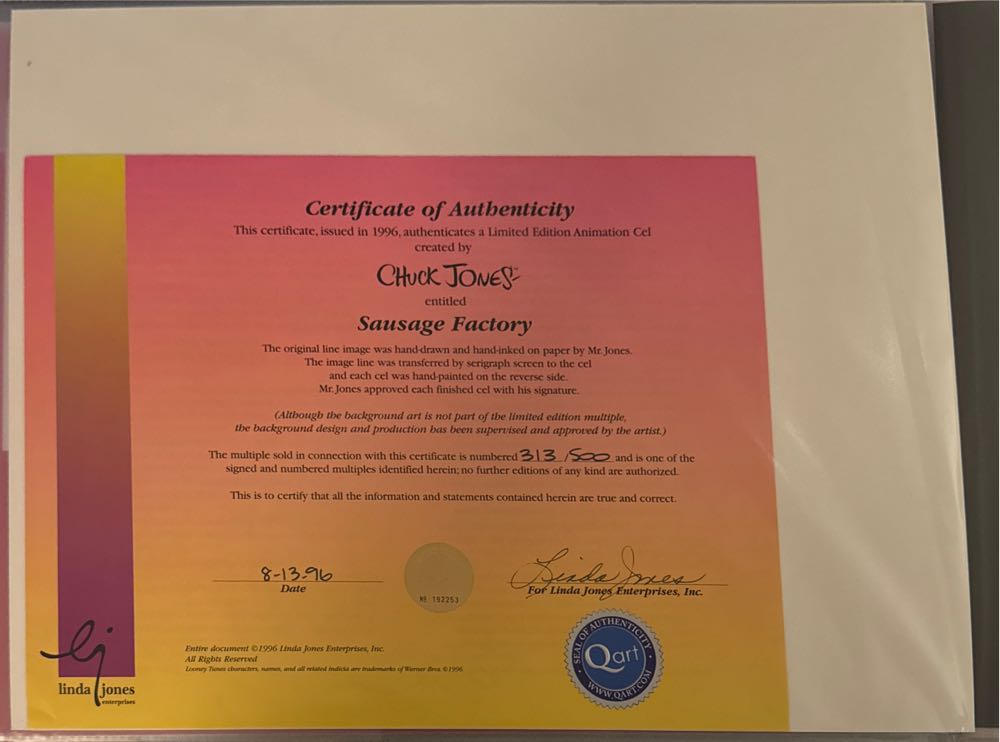 Certificate of Authenticity
This certificate, issued in 1996, authenticates a Limited Edition Animation Cel
created by
CHUCK JONES™
entitled
Sausage Factory
The original line image was hand-drawn and hand-inked on paper by Mr. Jones.
The image line was transferred by serigraph screen to the cel
and each cel was hand-painted on the reverse side.
Mr. Jones approved each finished cel with his signature.
(Although the background art is not part of the limited edition multiple,
the background design and production has been supervised and approved by the artist.)
The multiple sold in connection with this certificate is numbered 313/500 and is one of the
signed and numbered multiples identified herein; no further editions of any kind are authorized.
This is to certify that all the information and statements contained herein are true and correct.
8-13-96
Date
Nº 192253
Linda Jones
For Linda Jones Enterprises, Inc.
Entire document ©1996 Linda Jones Enterprises, Inc.
All Rights Reserved
Looney Tunes characters, names, and all related indicia are trademarks of Warner Bros. ©1996
lj
linda jones
enterprises
SEAL OF AUTHENTICITY
Qart
WWW.QART.COM